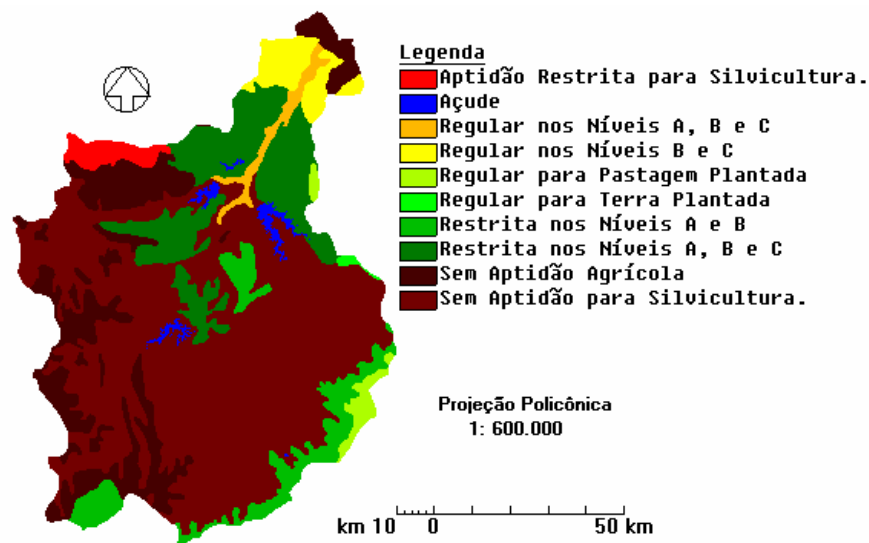 Legenda
Aptidão Restrita para Silvicultura.
Açude
Regular nos Níveis A, B e C
Regular nos Níveis B e C
Regular para Pastagem Plantada
Regular para Terra Plantada
Restrita nos Níveis A e B
Restrita nos Níveis A, B e C
Sem Aptidão Agrícola
Sem Aptidão para Silvicultura.
Projeção Policônica
1: 600.000
km 10 0 50 km